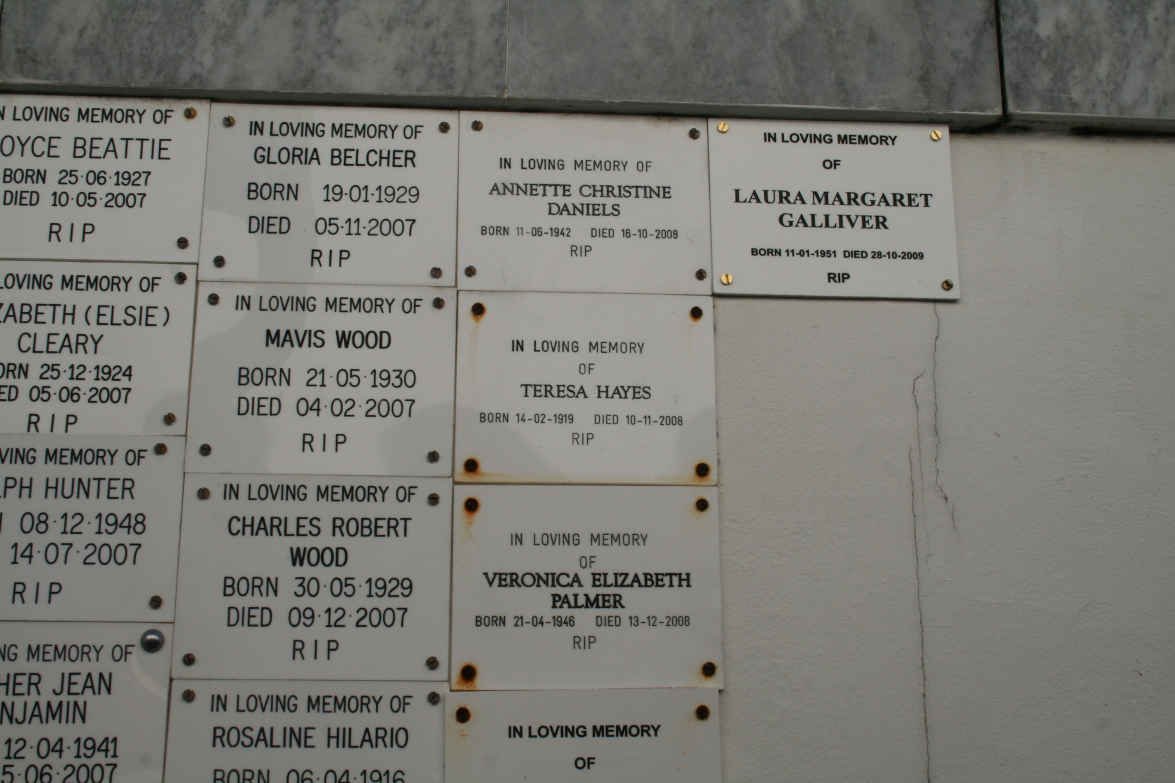 LOVING MEMORY OF
OYCE BEATTIE
BORN 25·06·1927
DIED 10·05·2007
RIP
LOVING MEMORY OF
ZABETH (ELSIE)
CLEARY
ORN 25·12·1924
ED 05·06·2007
RIP
VING MEMORY OF
LPH HUNTER
08·12·1948
14·07·2007
RIP
NG MEMORY OF
HER JEAN
NJAMIN
12·04·1941
5·06·2007
IN LOVING MEMORY OF
GLORIA BELCHER
BORN 19·01·1929
DIED 05·11·2007
RIP
IN LOVING MEMORY OF
MAVIS WOOD
BORN 21·05·1930
DIED 04·02·2007
RIP
IN LOVING MEMORY OF
CHARLES ROBERT
WOOD
BORN 30·05·1929
DIED 09·12·2007
RIP
IN LOVING MEMORY OF
ROSALINE HILARIO
BORN 06·04·1916
IN LOVING MEMORY OF
ANNETTE CHRISTINE
DANIELS
BORN 11-06-1942 DIED 16-10-2008
RIP
IN LOVING MEMORY
OF
TERESA HAYES
BORN 14-02-1919 DIED 10-11-2008
RIP
IN LOVING MEMORY
OF
VERONICA ELIZABETH
PALMER
BORN 21-04-1946 DIED 13-12-2008
RIP
IN LOVING MEMORY
OF
IN LOVING MEMORY
OF
LAURA MARGARET
GALLIVER
BORN 11-01-1951 DIED 28-10-2009
RIP